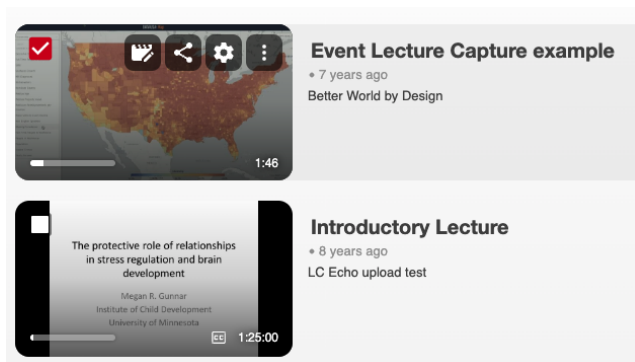 Event Lecture Capture example
• 7 years ago
Better World by Design
1:46
Introductory Lecture
• 8 years ago
LC Echo upload test
The protective role of relationships
in stress regulation and brain
development
Megan R. Gunnar
Institute of Child Development
University of Minnesota
CC 1:25:00